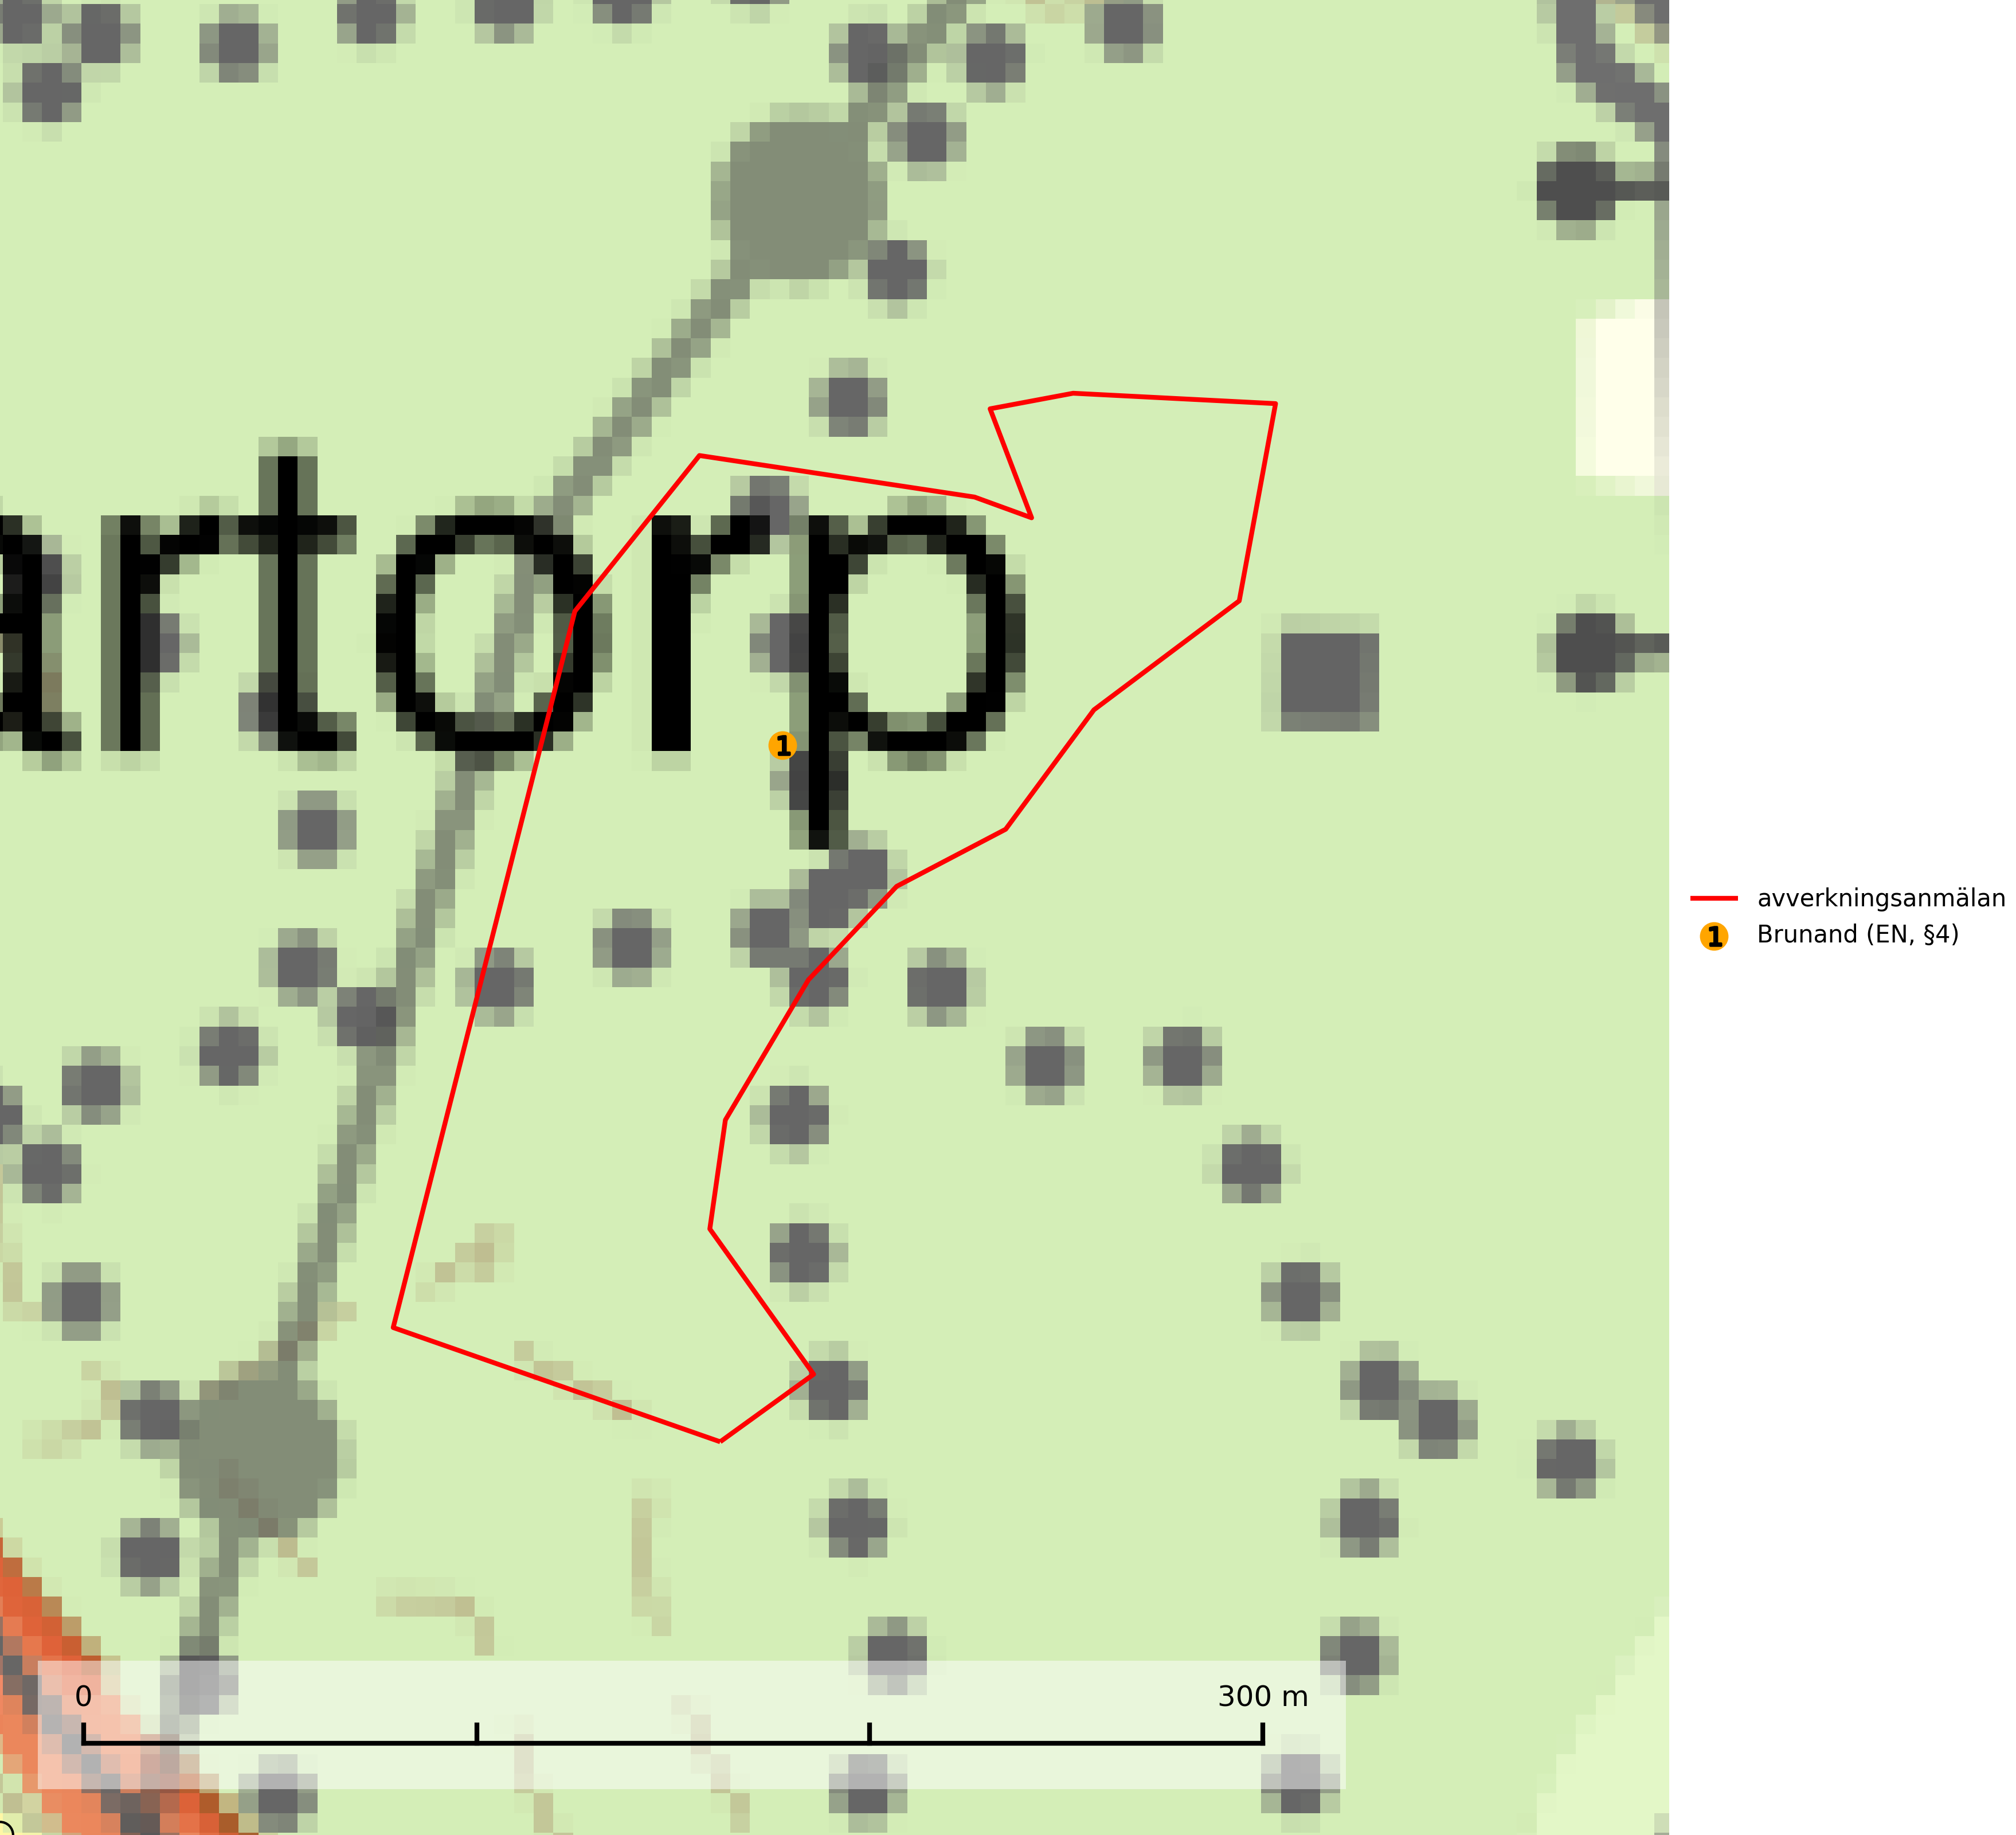 artorp
1
avverkningsanmälan
1 Brunand (EN, §4)
0 300 m